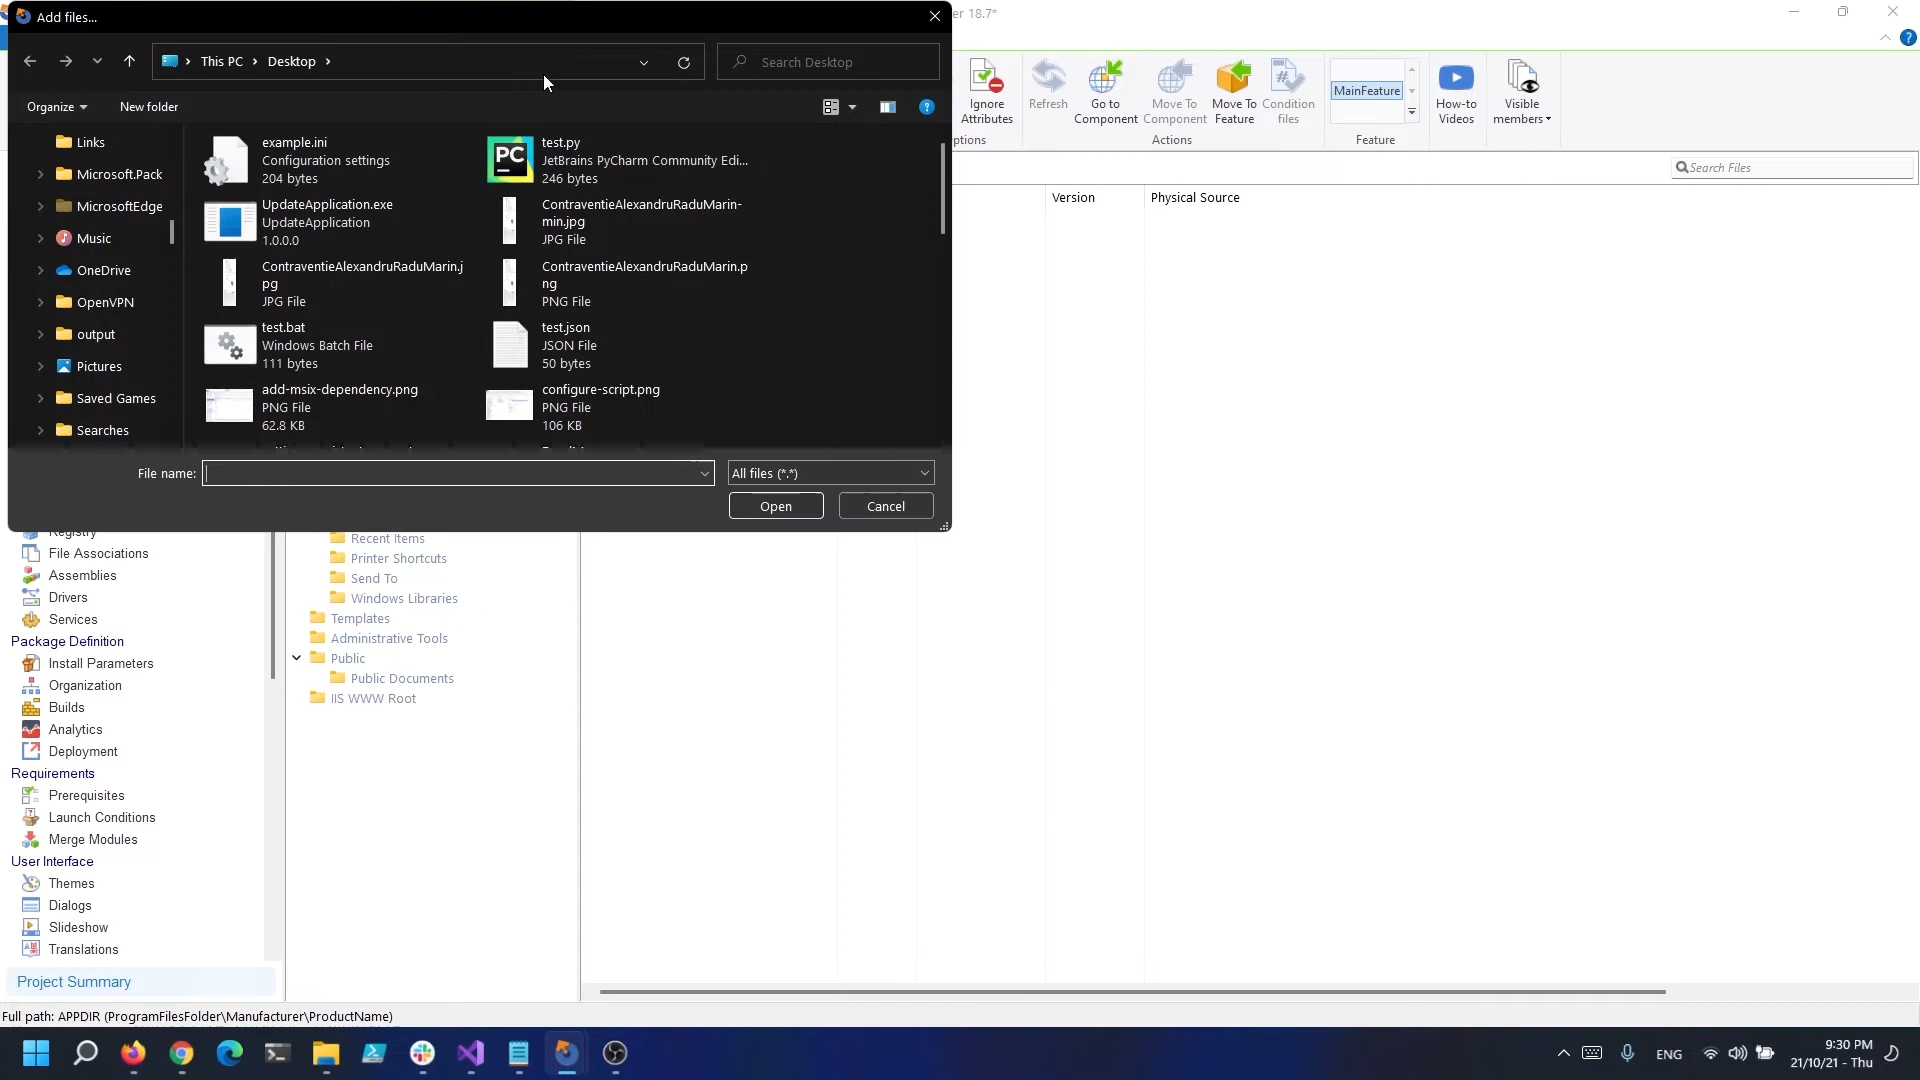 Add files...
er 18.7*
This PC > Desktop >
Search Desktop
Organize
New folder
Links
Microsoft.Pack
MicrosoftEdge
Music
OneDrive
OpenVPN
output
Pictures
Saved Games
Searches
example.ini
Configuration settings
204 bytes
test.py
JetBrains PyCharm Community Edi...
246 bytes
UpdateApplication.exe
UpdateApplication
1.0.0.0
ContraventieAlexandruRaduMarin-
min.jpg
JPG File
ContraventieAlexandruRaduMarin.j
pg
JPG File
ContraventieAlexandruRaduMarin.p
ng
PNG File
test.bat
Windows Batch File
111 bytes
test.json
JSON File
50 bytes
add-msix-dependency.png
PNG File
62.8 KB
configure-script.png
PNG File
106 KB
File name:
All files (*.*)
Open
Cancel
Ignore
Attributes
Refresh
Go to
Component
Move To
Component
Move To
Feature
Condition
files
MainFeature
How-to
Videos
Visible
members
ptions
Actions
Feature
Search Files
Version
Physical Source
Registry
File Associations
Assemblies
Drivers
Services
Package Definition
Install Parameters
Organization
Builds
Analytics
Deployment
Requirements
Prerequisites
Launch Conditions
Merge Modules
User Interface
Themes
Dialogs
Slideshow
Translations
Project Summary
Recent Items
Printer Shortcuts
Send To
Windows Libraries
Templates
Administrative Tools
Public
Public Documents
IIS WWW Root
Full path: APPDIR (ProgramFilesFolder\Manufacturer\ProductName)
ENG
9:30 PM
21/10/21 - Thu